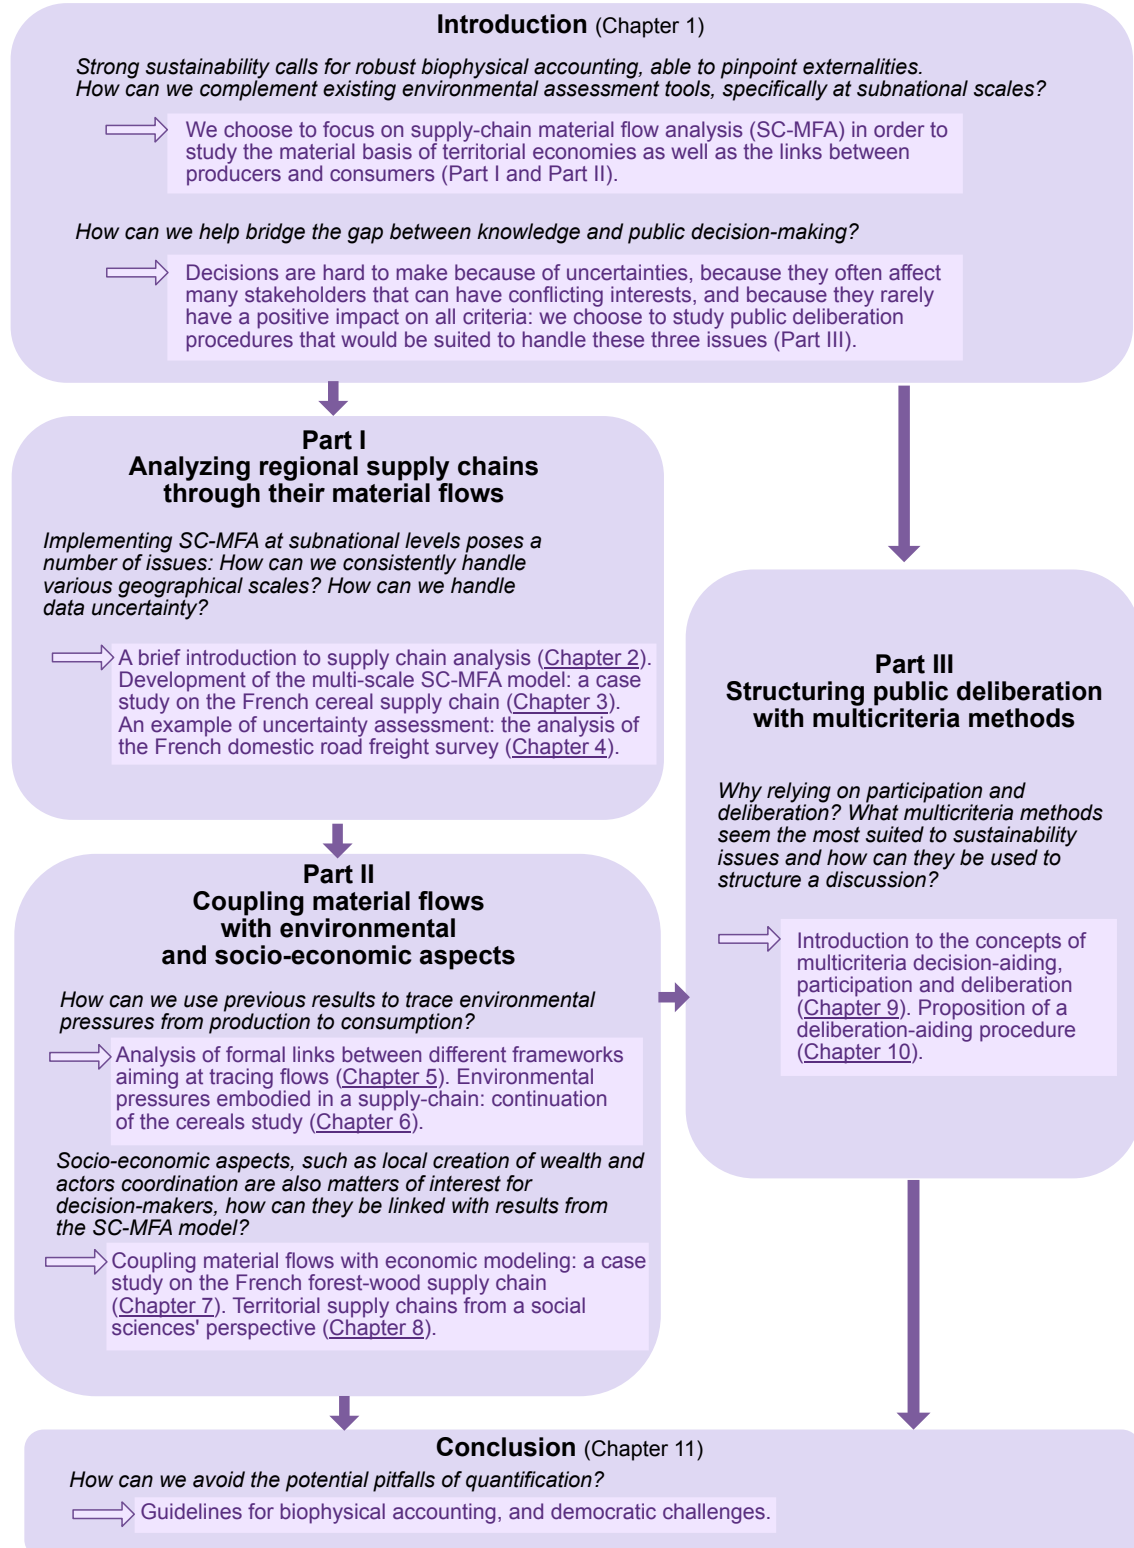 Introduction (Chapter 1)
Strong sustainability calls for robust biophysical accounting, able to pinpoint externalities.
How can we complement existing environmental assessment tools, specifically at subnational scales?
We choose to focus on supply-chain material flow analysis (SC-MFA) in order to
study the material basis of territorial economies as well as the links between
producers and consumers (Part I and Part II).
How can we help bridge the gap between knowledge and public decision-making?
Decisions are hard to make because of uncertainties, because they often affect
many stakeholders that can have conflicting interests, and because they rarely
have a positive impact on all criteria: we choose to study public deliberation
procedures that would be suited to handle these three issues (Part III).
Part I
Analyzing regional supply chains
through their material flows
Implementing SC-MFA at subnational levels poses a
number of issues: How can we consistently handle
various geographical scales? How can we handle
data uncertainty?
A brief introduction to supply chain analysis (Chapter 2).
Development of the multi-scale SC-MFA model: a case
study on the French cereal supply chain (Chapter 3).
An example of uncertainty assessment: the analysis of
the French domestic road freight survey (Chapter 4).
Part II
Coupling material flows
with environmental
and socio-economic aspects
How can we use previous results to trace environmental
pressures from production to consumption?
Analysis of formal links between different frameworks
aiming at tracing flows (Chapter 5). Environmental
pressures embodied in a supply-chain: continuation
of the cereals study (Chapter 6).
Socio-economic aspects, such as local creation of wealth and
actors coordination are also matters of interest for
decision-makers, how can they be linked with results from
the SC-MFA model?
Coupling material flows with economic modeling: a case
study on the French forest-wood supply chain
(Chapter 7). Territorial supply chains from a social
sciences' perspective (Chapter 8).
Part III
Structuring public deliberation
with multicriteria methods
Why relying on participation and
deliberation? What multicriteria methods
seem the most suited to sustainability
issues and how can they be used to
structure a discussion?
Introduction to the concepts of
multicriteria decision-aiding,
participation and deliberation
(Chapter 9). Proposition of a
deliberation-aiding procedure
(Chapter 10).
Conclusion (Chapter 11)
How can we avoid the potential pitfalls of quantification?
Guidelines for biophysical accounting, and democratic challenges.